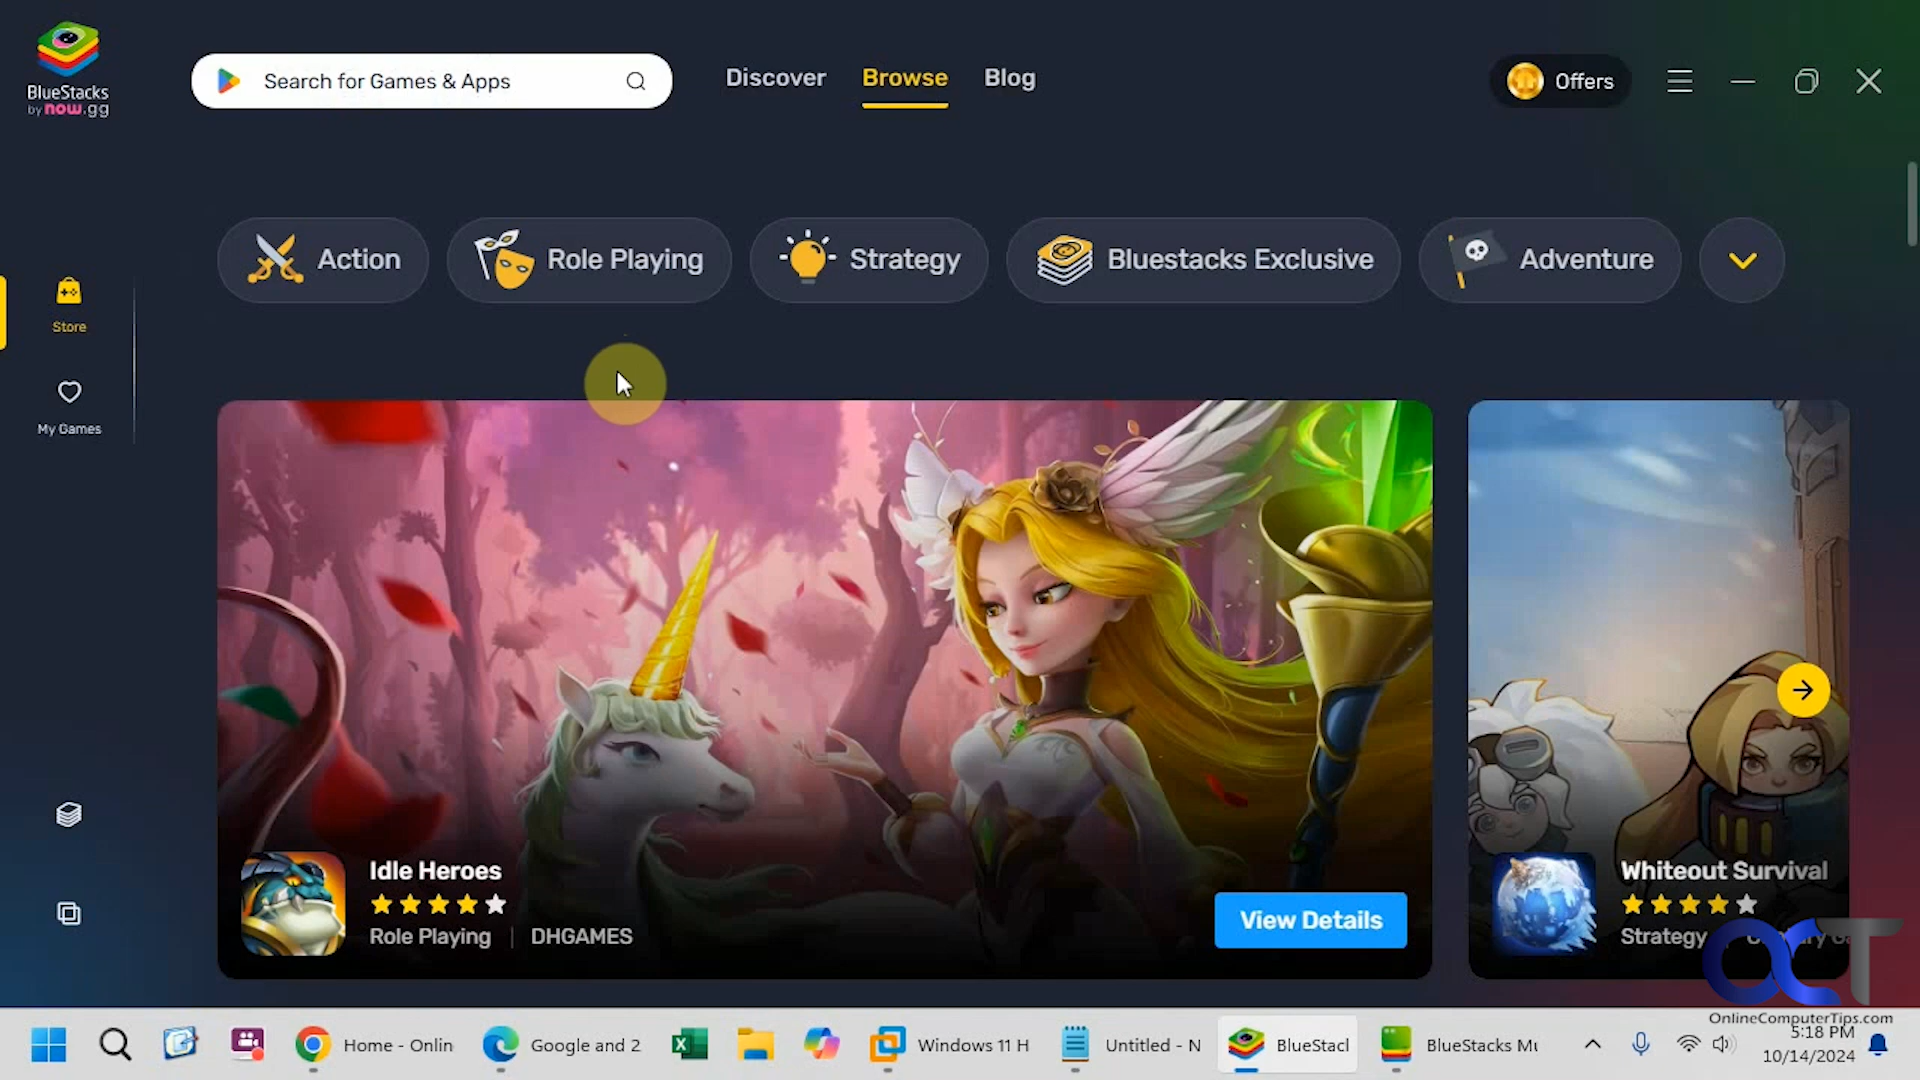 BlueStacks
by now.gg
Search for Games & Apps
Discover
Browse
Blog
Offers
Action
Role Playing
Strategy
Bluestacks Exclusive
Adventure
Store
My Games
Idle Heroes
Role Playing | DHGAMES
View Details
Whiteout Survival
Strategy
OCT
OnlineComputerTips.com
Home - Onlin
Google and 2
Windows 11 H
Untitled - N
BlueStacl
BlueStacks Mu
5:18 PM
10/14/2024